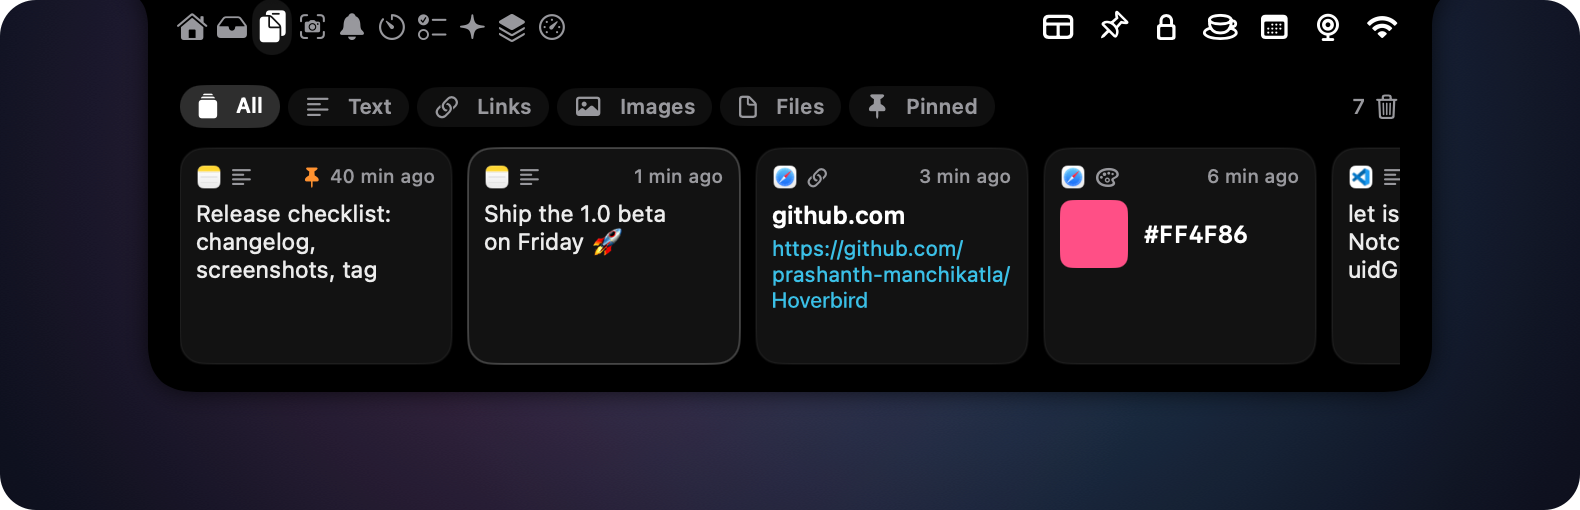 All
Text
Links
Images
Files
Pinned
7
40 min ago
Release checklist:
changelog,
screenshots, tag
1 min ago
Ship the 1.0 beta
on Friday 🚀
3 min ago
github.com
https://github.com/
prashanth-manchikatla/
Hoverbird
6 min ago
#FF4F86
let is
Notc
uidG